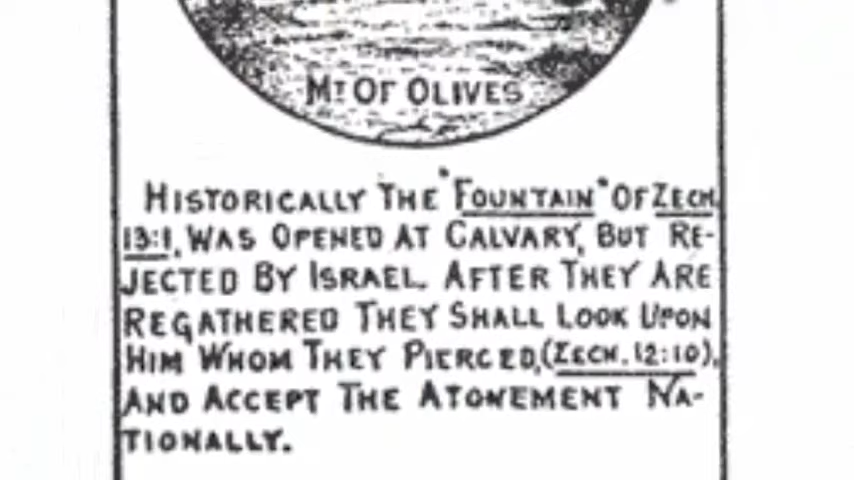 MT OF OLIVES
HISTORICALLY THE "FOUNTAIN" OF ZECH.
13:1, WAS OPENED AT CALVARY, BUT RE-
JECTED BY ISRAEL. AFTER THEY ARE
REGATHERED THEY SHALL LOOK UPON
HIM WHOM THEY PIERCED, (ZECH. 12:10),
AND ACCEPT THE ATONEMENT NA-
TIONALLY.